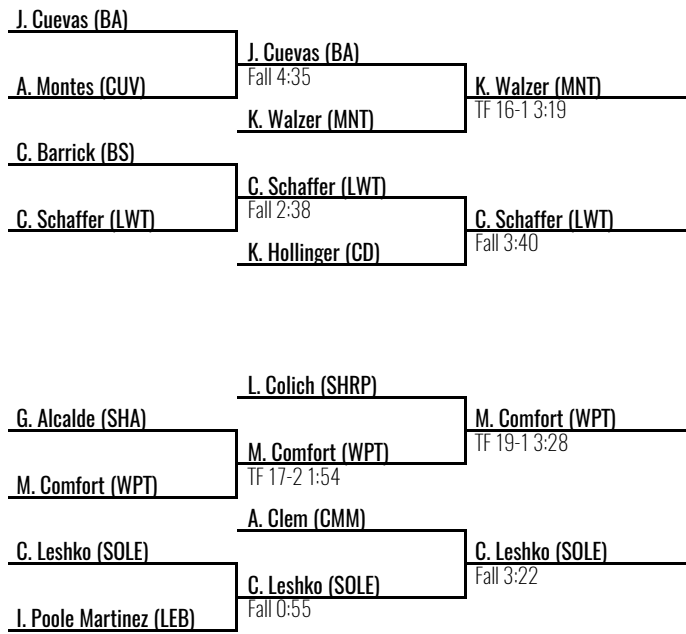 J. Cuevas (BA)
J. Cuevas (BA)
Fall 4:35
A. Montes (CUV)
K. Walzer (MNT)
TF 16-1 3:19
K. Walzer (MNT)
C. Barrick (BS)
C. Schaffer (LWT)
Fall 2:38
C. Schaffer (LWT)
C. Schaffer (LWT)
Fall 3:40
K. Hollinger (CD)
L. Colich (SHRP)
G. Alcalde (SHA)
M. Comfort (WPT)
TF 19-1 3:28
M. Comfort (WPT)
TF 17-2 1:54
M. Comfort (WPT)
A. Clem (CMM)
C. Leshko (SOLE)
C. Leshko (SOLE)
Fall 3:22
C. Leshko (SOLE)
Fall 0:55
I. Poole Martinez (LEB)